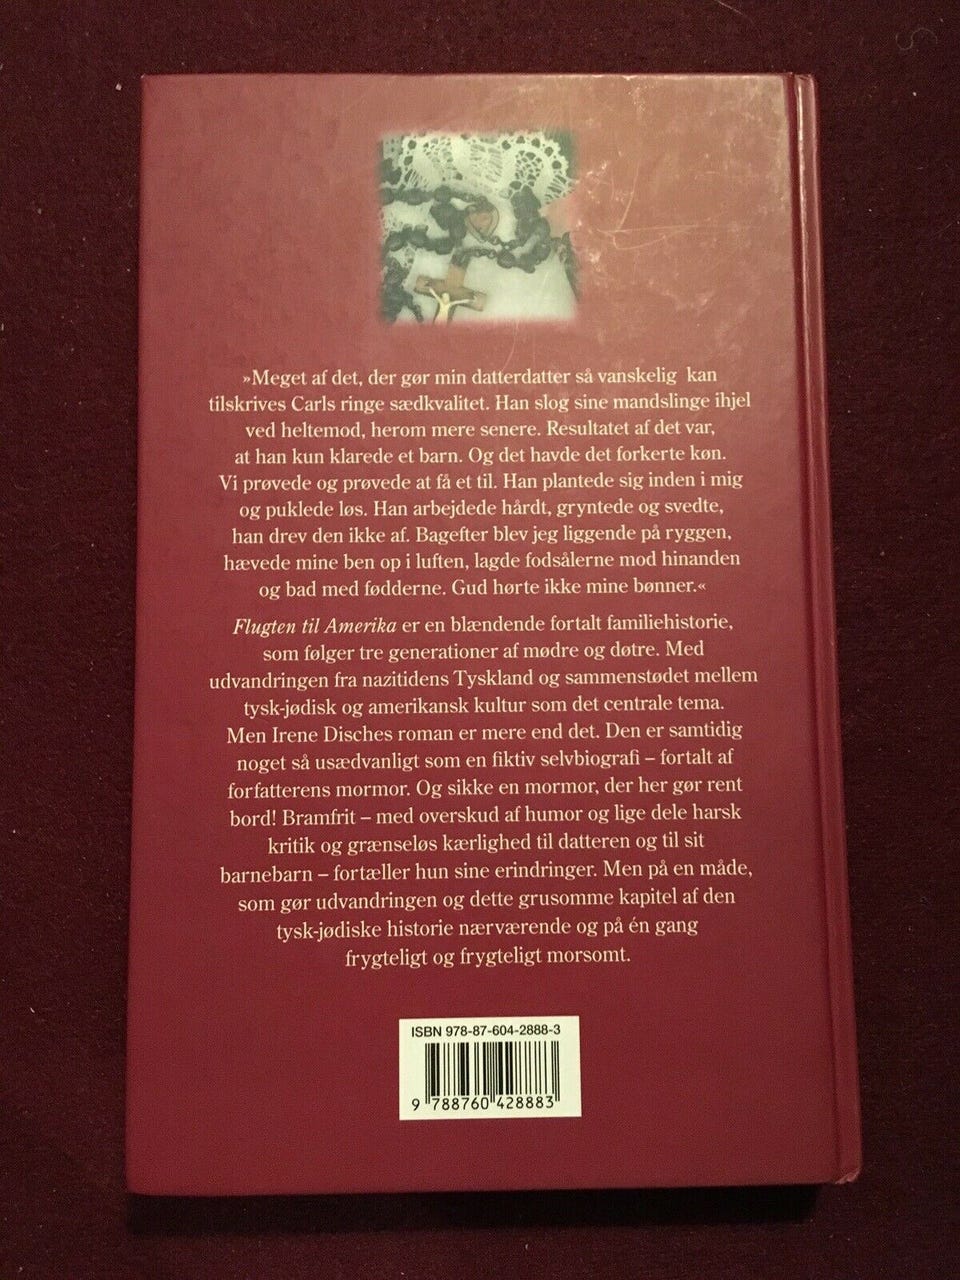 »Meget af det, der gør min datterdatter så vanskelig kan
tilskrives Carls ringe sædkvalitet. Han slog sine mandslinge ihjel
ved heltemod, herom mere senere. Resultatet af det var,
at han kun klarede et barn. Og det havde det forkerte køn.
Vi prøvede og prøvede at få et til. Han plantede sig inden i mig
og puklede løs. Han arbejdede hårdt, gryntede og svedte,
han drev den ikke af. Bagefter blev jeg liggende på ryggen,
hævede mine ben op i luften, lagde fodsålerne mod hinanden
og bad med fødderne. Gud hørte ikke mine bønner.«
Flugten til Amerika er en blændende fortalt familiehistorie,
som følger tre generationer af mødre og døtre. Med
udvandringen fra nazitidens Tyskland og sammenstødet mellem
tysk-jødisk og amerikansk kultur som det centrale tema.
Men Irene Disches roman er mere end det. Den er samtidig
noget så usædvanligt som en fiktiv selvbiografi – fortalt af
forfatterens mormor. Og sikke en mormor, der her gør rent
bord! Bramfrit – med overskud af humor og lige dele harsk
kritik og grænseløs kærlighed til datteren og til sit
barnebarn – fortæller hun sine erindringer. Men på en måde,
som gør udvandringen og dette grusomme kapitel af den
tysk-jødiske historie nærværende og på én gang
frygteligt og frygteligt morsomt.
ISBN 978-87-604-2888-3
9 788760 428883